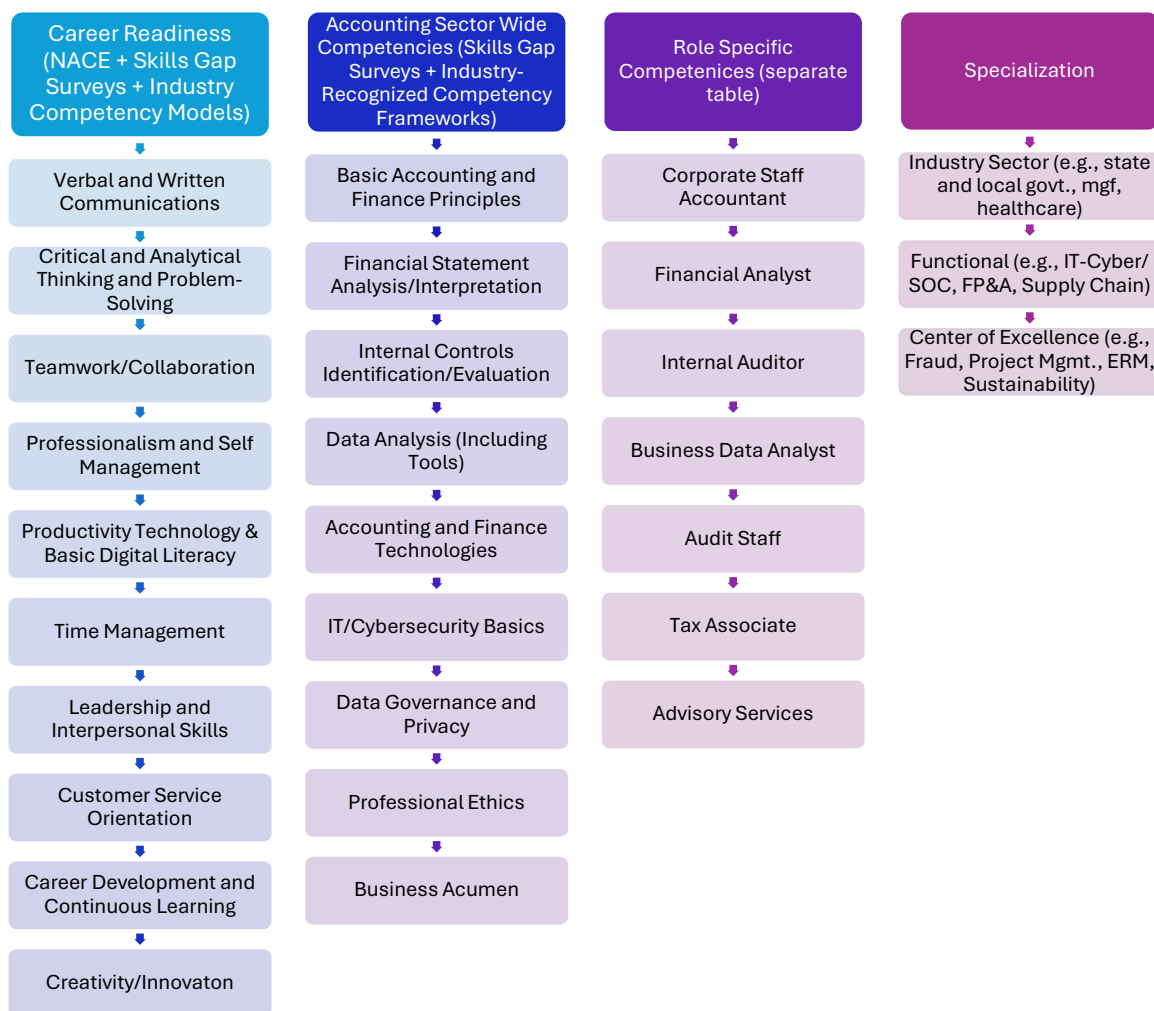 Career Readiness
(NACE + Skills Gap
Surveys + Industry
Competency Models)
Verbal and Written
Communications
Critical and Analytical
Thinking and Problem-
Solving
Teamwork/Collaboration
Professionalism and Self
Management
Productivity Technology &
Basic Digital Literacy
Time Management
Leadership and
Interpersonal Skills
Customer Service
Orientation
Career Development and
Continuous Learning
Creativity/Innovaton
Accounting Sector Wide
Competencies (Skills Gap
Surveys + Industry-
Recognized Competency
Frameworks)
Basic Accounting and
Finance Principles
Financial Statement
Analysis/Interpretation
Internal Controls
Identification/Evaluation
Data Analysis (Including
Tools)
Accounting and Finance
Technologies
IT/Cybersecurity Basics
Data Governance and
Privacy
Professional Ethics
Business Acumen
Role Specific
Competenices (separate
table)
Corporate Staff
Accountant
Financial Analyst
Internal Auditor
Business Data Analyst
Audit Staff
Tax Associate
Advisory Services
Specialization
Industry Sector (e.g., state
and local govt., mgf,
healthcare)
Functional (e.g., IT-Cyber/
SOC, FP&A, Supply Chain)
Center of Excellence (e.g.,
Fraud, Project Mgmt., ERM,
Sustainability)